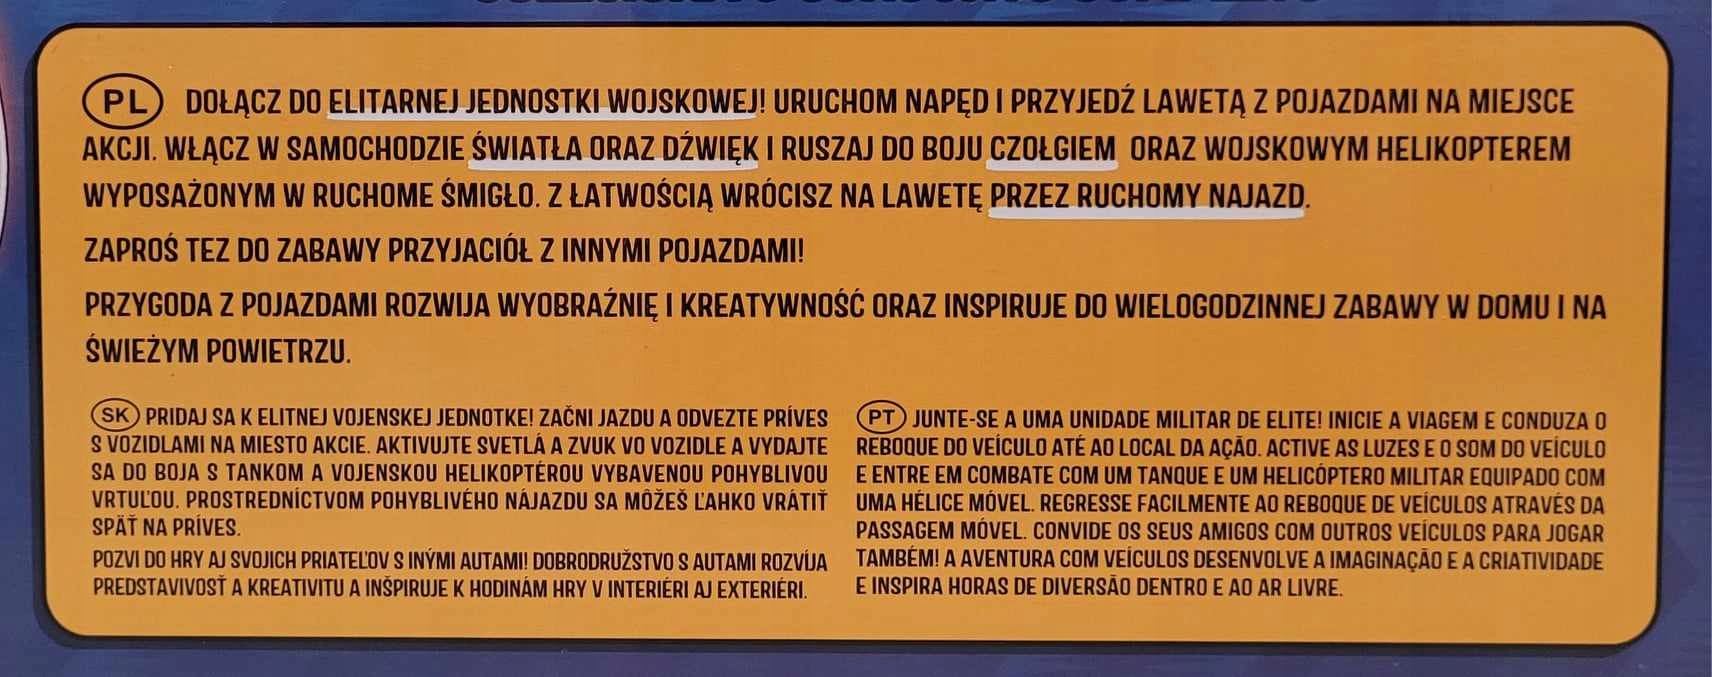 PL DOŁĄCZ DO ELITARNEJ JEDNOSTKI WOJSKOWEJ! URUCHOM NAPĘD I PRZYJEDŹ LAWETĄ Z POJAZDAMI NA MIEJSCE
AKCJI. WŁĄCZ W SAMOCHODZIE ŚWIATŁA ORAZ DŹWIĘK I RUSZAJ DO BOJU CZOŁGIEM ORAZ WOJSKOWYM HELIKOPTEREM
WYPOSAŻONYM W RUCHOME ŚMIGŁO. Z ŁATWOŚCIĄ WRÓCISZ NA LAWETĘ PRZEZ RUCHOMY NAJAZD.
ZAPROŚ TEZ DO ZABAWY PRZYJACIÓŁ Z INNYMI POJAZDAMI!
PRZYGODA Z POJAZDAMI ROZWIJA WYOBRAŹNIĘ I KREATYWNOŚĆ ORAZ INSPIRUJE DO WIELOGODZINNEJ ZABAWY W DOMU I NA
ŚWIEŻYM POWIETRZU.
SK PRIDAJ SA K ELITNEJ VOJENSKEJ JEDNOTKE! ZAČNI JAZDU A ODVEZTE PRÍVES
S VOZIDLAMI NA MIESTO AKCIE. AKTIVUJTE SVETLÁ A ZVUK VO VOZIDLE A VYDAJTE
SA DO BOJA S TANKOM A VOJENSKOU HELIKOPTÉROU VYBAVENOU POHYBLIVOU
VRTUĽOU. PROSTREDNÍCTVOM POHYBLIVÉHO NÁJAZDU SA MÔŽEŠ ĽAHKO VRÁTIŤ
SPÄŤ NA PRÍVES.
POZVI DO HRY AJ SVOJICH PRIATEĽOV S INÝMI AUTAMI! DOBRODRUŽSTVO S AUTAMI ROZVÍJA
PREDSTAVIVOSŤ A KREATIVITU A INŠPIRUJE K HODINÁM HRY V INTERIÉRI AJ EXTERIÉRI.
PT JUNTE-SE A UMA UNIDADE MILITAR DE ELITE! INICIE A VIAGEM E CONDUZA O
REBOQUE DO VEÍCULO ATÉ AO LOCAL DA AÇÃO. ACTIVE AS LUZES E O SOM DO VEÍCULO
E ENTRE EM COMBATE COM UM TANQUE E UM HELICÓPTERO MILITAR EQUIPADO COM
UMA HÉLICE MÓVEL. REGRESSE FACILMENTE AO REBOQUE DE VEÍCULOS ATRAVÉS DA
PASSAGEM MÓVEL. CONVIDE OS SEUS AMIGOS COM OUTROS VEÍCULOS PARA JOGAR
TAMBÉM! A AVENTURA COM VEÍCULOS DESENVOLVE A IMAGINAÇÃO E A CRIATIVIDADE
E INSPIRA HORAS DE DIVERSÃO DENTRO E AO AR LIVRE.